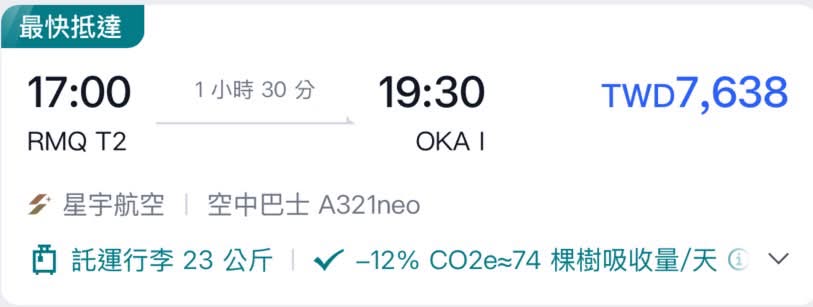 最快抵達
17:00 1 小時 30 分 19:30 TWD7,638
RMQ T2 OKA I
星宇航空 | 空中巴士 A321neo
託運行李 23 公斤 | –12% CO2e≈74 棵樹吸收量/天